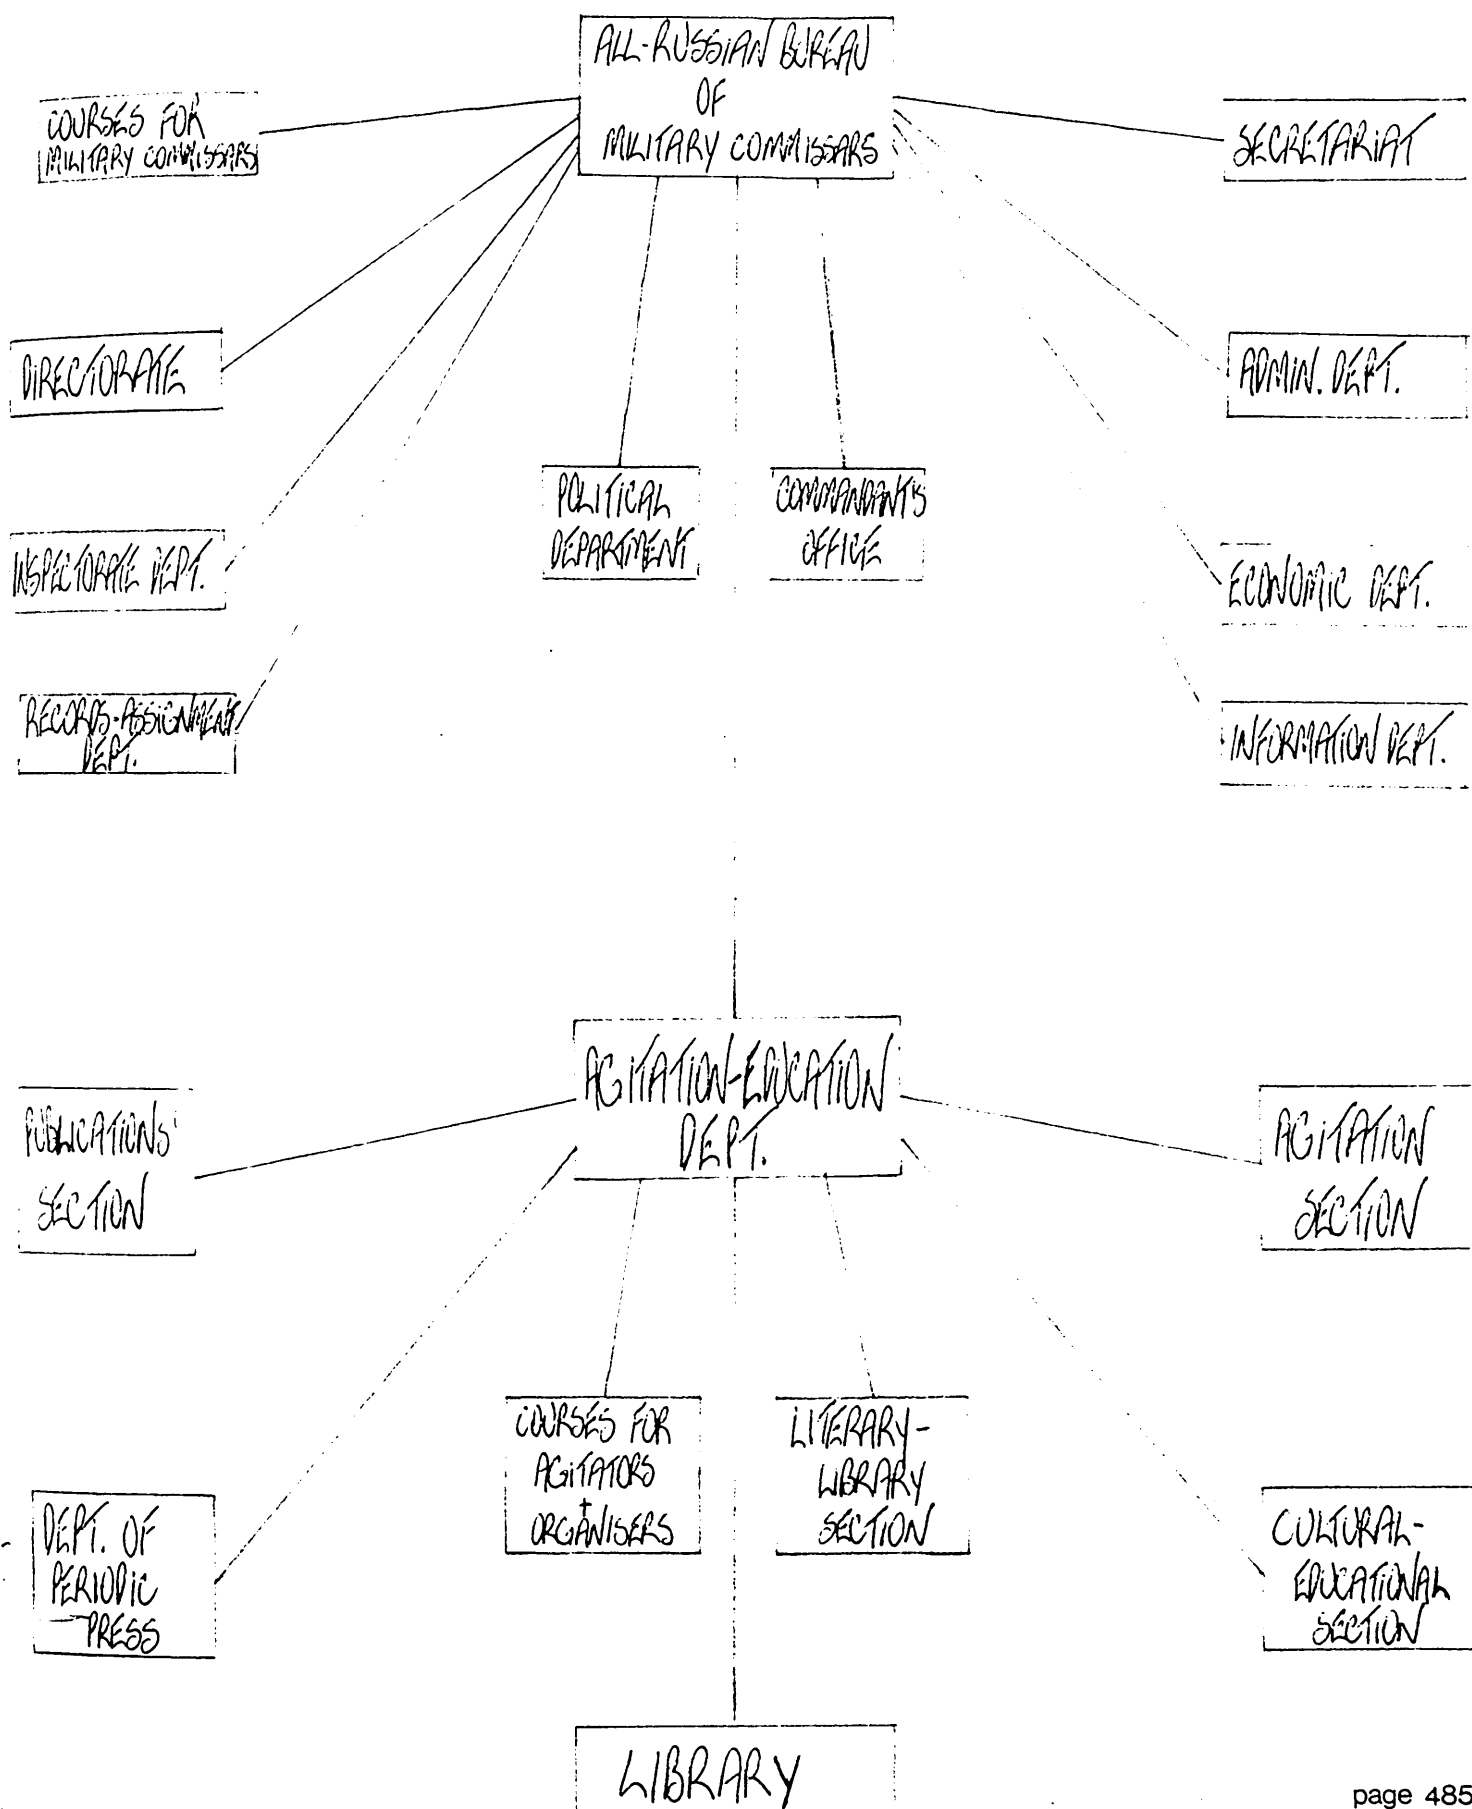 ALL-RUSSIAN BUREAU
OF
MILITARY COMMISSARS
COURSES FOR
MILITARY COMMISSARS
SECRETARIAT
DIRECTORATE
ADMIN. DEPT.
POLITICAL
DEPARTMENT
COMMANDANT'S
OFFICE
INSPECTORATE DEPT.
ECONOMIC DEPT.
RECORDS-ASSIGNMENT
DEPT.
INFORMATION DEPT.
AGITATION-EDUCATION
DEPT.
PUBLICATIONS
SECTION
AGITATION
SECTION
COURSES FOR
AGITATORS
+
ORGANISERS
LITERARY-
LIBRARY
SECTION
DEPT. OF
PERIODIC
PRESS
CULTURAL-
EDUCATIONAL
SECTION
LIBRARY
page 485